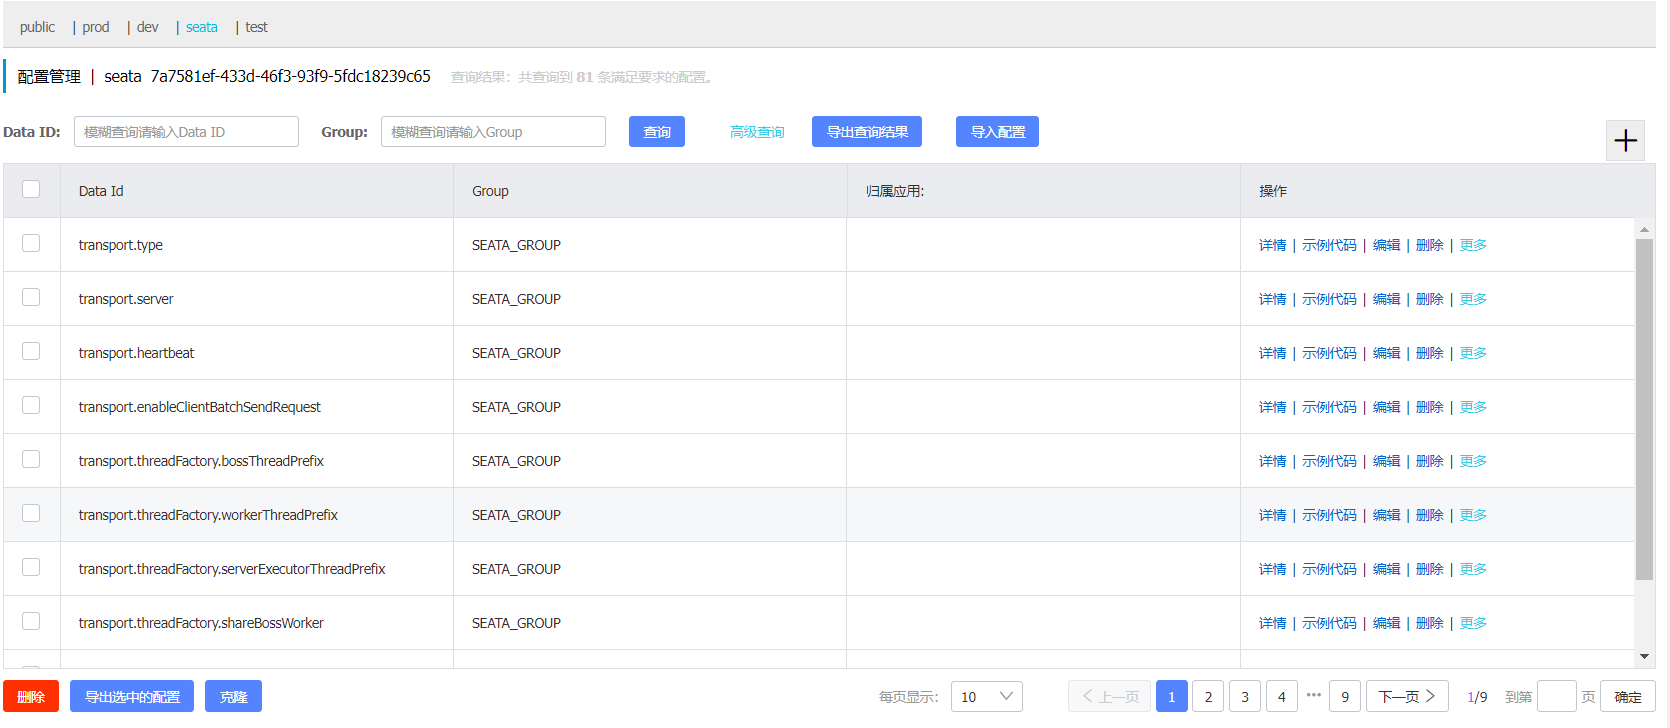 public | prod | dev | seata | test
配置管理 | seata 7a7581ef-433d-46f3-93f9-5fdc18239c65 查询结果：共查询到 81 条满足要求的配置。
Data ID: 模糊查询请输入Data ID Group: 模糊查询请输入Group 查询 高级查询 导出查询结果 导入配置
Data Id Group 归属应用: 操作
transport.type SEATA_GROUP 详情 | 示例代码 | 编辑 | 删除 | 更多
transport.server SEATA_GROUP 详情 | 示例代码 | 编辑 | 删除 | 更多
transport.heartbeat SEATA_GROUP 详情 | 示例代码 | 编辑 | 删除 | 更多
transport.enableClientBatchSendRequest SEATA_GROUP 详情 | 示例代码 | 编辑 | 删除 | 更多
transport.threadFactory.bossThreadPrefix SEATA_GROUP 详情 | 示例代码 | 编辑 | 删除 | 更多
transport.threadFactory.workerThreadPrefix SEATA_GROUP 详情 | 示例代码 | 编辑 | 删除 | 更多
transport.threadFactory.serverExecutorThreadPrefix SEATA_GROUP 详情 | 示例代码 | 编辑 | 删除 | 更多
transport.threadFactory.shareBossWorker SEATA_GROUP 详情 | 示例代码 | 编辑 | 删除 | 更多
删除 导出选中的配置 克隆 每页显示: 10 上一页 1 2 3 4 ••• 9 下一页 1/9 到第 页 确定